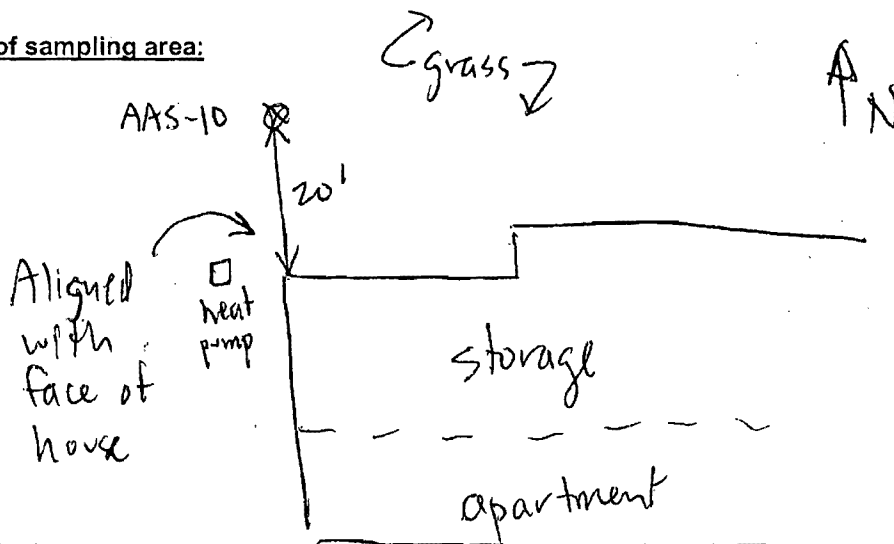 of sampling area:
grass
N
AAS-10
20'
Aligned
with
face of
house
heat
pump
storage
apartment